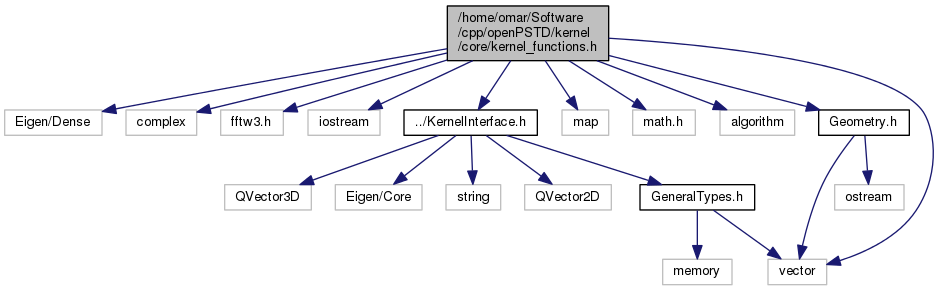 /home/omar/Software
/cpp/openPSTD/kernel
/core/kernel_functions.h
Eigen/Dense
complex
fftw3.h
iostream
../KernelInterface.h
map
math.h
algorithm
Geometry.h
QVector3D
Eigen/Core
string
QVector2D
GeneralTypes.h
ostream
memory
vector